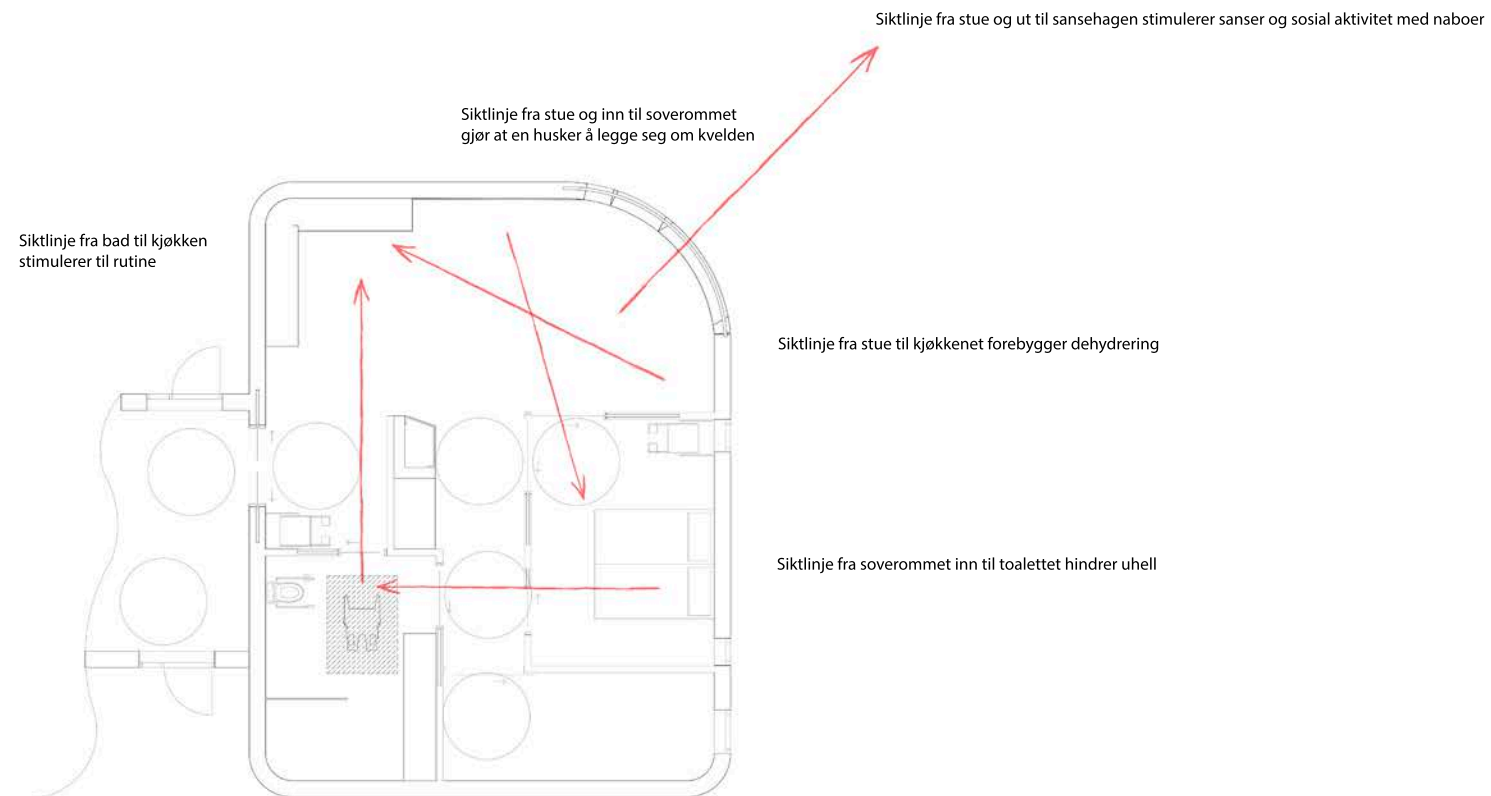 Siktlinje fra stue og ut til sansehagen stimulerer sanser og sosial aktivitet med naboer
Siktlinje fra stue og inn til soverommet
gjør at en husker å legge seg om kvelden
Siktlinje fra bad til kjøkken
stimulerer til rutine
Siktlinje fra stue til kjøkkenet forebygger dehydrering
Siktlinje fra soverommet inn til toalettet hindrer uhell